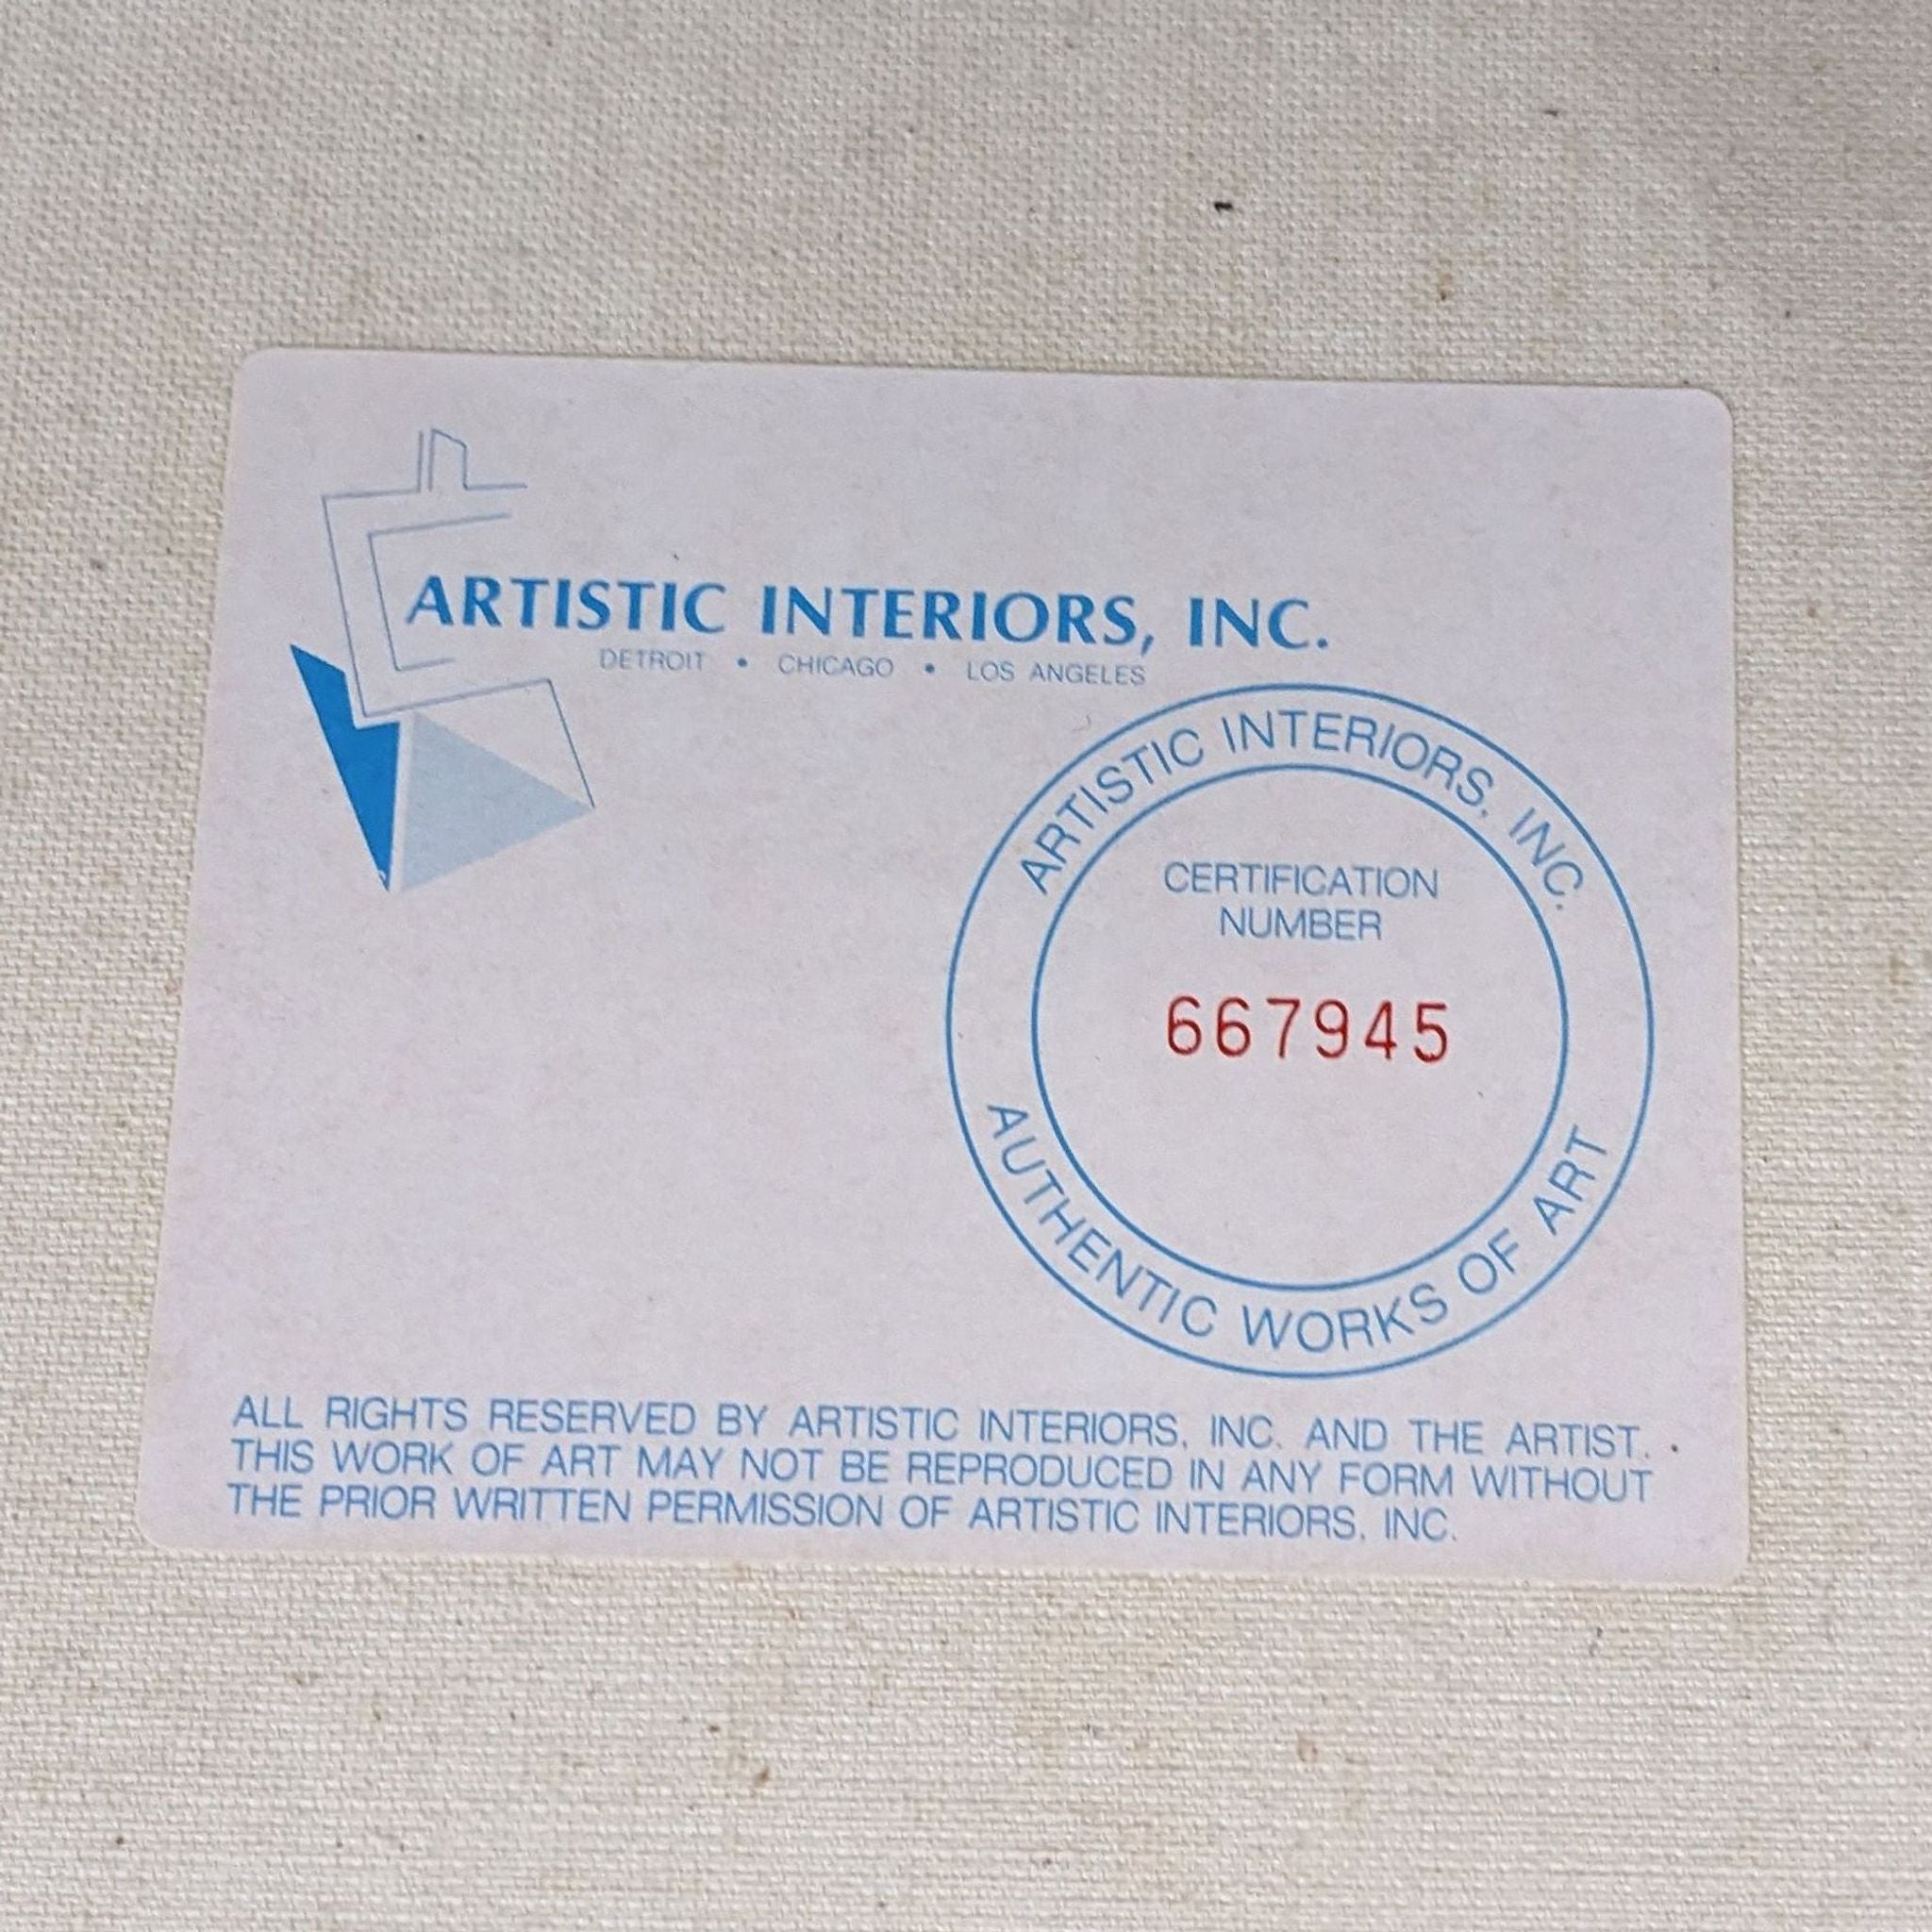 ARTISTIC INTERIORS, INC.
DETROIT • CHICAGO • LOS ANGELES
ARTISTIC INTERIORS, INC.
CERTIFICATION
NUMBER
667945
AUTHENTIC WORKS OF ART
ALL RIGHTS RESERVED BY ARTISTIC INTERIORS, INC. AND THE ARTIST.
THIS WORK OF ART MAY NOT BE REPRODUCED IN ANY FORM WITHOUT
THE PRIOR WRITTEN PERMISSION OF ARTISTIC INTERIORS, INC.